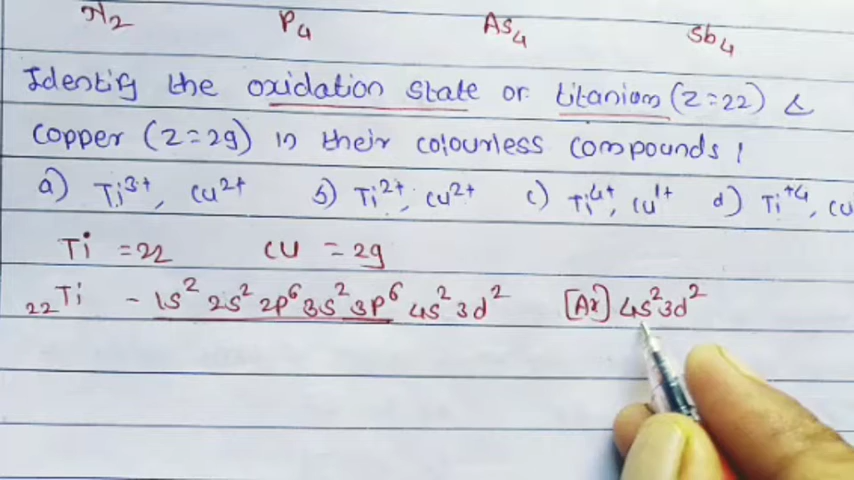 N₂ P₄ As₄ Sb₄
Identify the oxidation state or titanium (Z=22) &
copper (Z=29) in their colourless compounds!
a) Ti³⁺, Cu²⁺ b) Ti²⁺, Cu²⁺ c) Ti⁴⁺, Cu¹⁺ d) Ti⁺⁴, Cu
Ti =22 CU =29
₂₂Ti - 1S² 2S² 2P⁶ 3S² 3P⁶ 4S² 3d² [Ar] 4S² 3d²